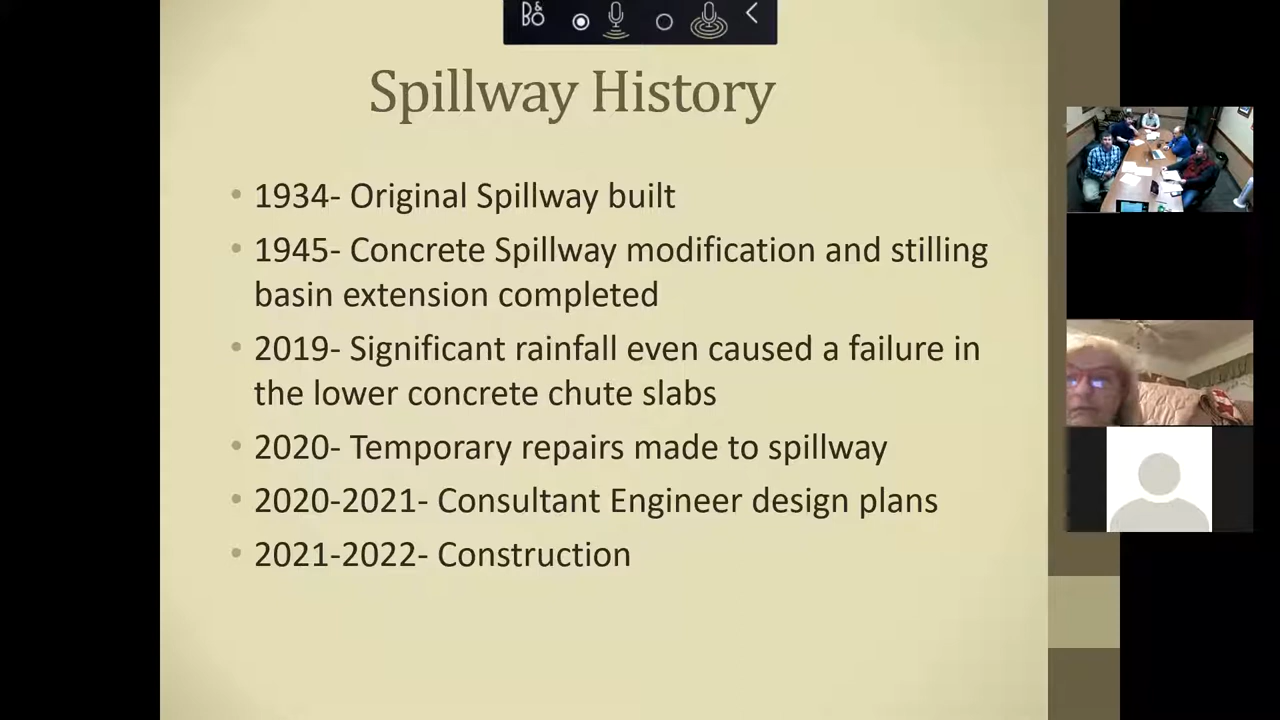 B&O
Spillway History
• 1934- Original Spillway built
• 1945- Concrete Spillway modification and stilling
basin extension completed
• 2019- Significant rainfall even caused a failure in
the lower concrete chute slabs
• 2020- Temporary repairs made to spillway
• 2020-2021- Consultant Engineer design plans
• 2021-2022- Construction